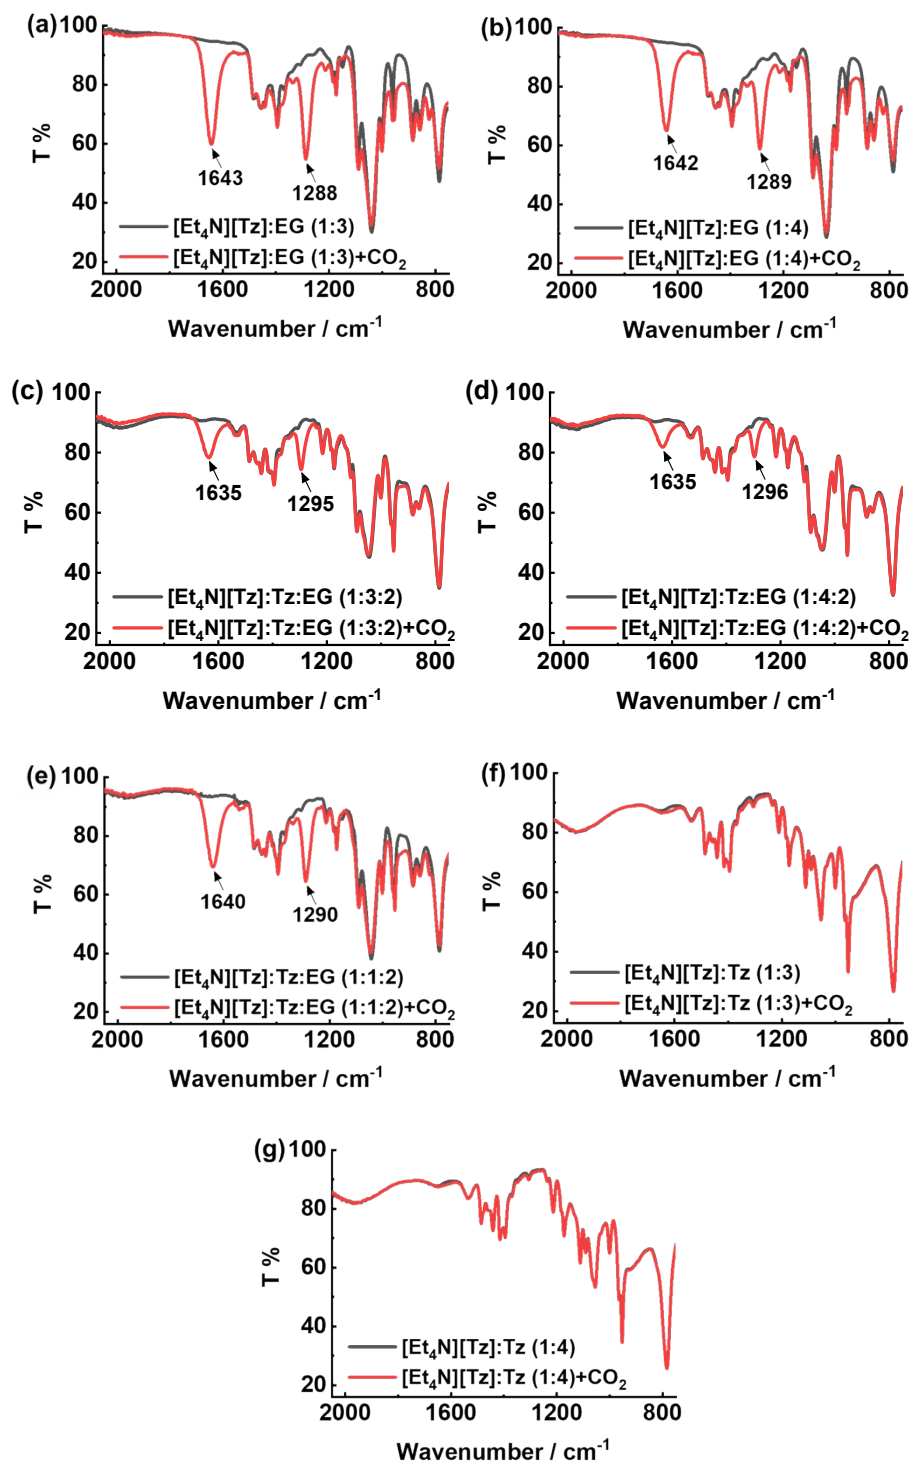 (a)
100
80
60
40
20
T %
1643
1288
[Et₄N][Tz]:EG (1:3)
[Et₄N][Tz]:EG (1:3)+CO₂
2000 1600 1200 800
Wavenumber / cm⁻¹
(b)
100
80
60
40
20
T %
1642
1289
[Et₄N][Tz]:EG (1:4)
[Et₄N][Tz]:EG (1:4)+CO₂
2000 1600 1200 800
Wavenumber / cm⁻¹
(c)
100
80
60
40
20
T %
1635
1295
[Et₄N][Tz]:Tz:EG (1:3:2)
[Et₄N][Tz]:Tz:EG (1:3:2)+CO₂
2000 1600 1200 800
Wavenumber / cm⁻¹
(d)
100
80
60
40
20
T %
1635
1296
[Et₄N][Tz]:Tz:EG (1:4:2)
[Et₄N][Tz]:Tz:EG (1:4:2)+CO₂
2000 1600 1200 800
Wavenumber / cm⁻¹
(e)
100
80
60
40
20
T %
1640
1290
[Et₄N][Tz]:Tz:EG (1:1:2)
[Et₄N][Tz]:Tz:EG (1:1:2)+CO₂
2000 1600 1200 800
Wavenumber / cm⁻¹
(f)
100
80
60
40
20
T %
[Et₄N][Tz]:Tz (1:3)
[Et₄N][Tz]:Tz (1:3)+CO₂
2000 1600 1200 800
Wavenumber / cm⁻¹
(g)
100
80
60
40
20
T %
[Et₄N][Tz]:Tz (1:4)
[Et₄N][Tz]:Tz (1:4)+CO₂
2000 1600 1200 800
Wavenumber / cm⁻¹